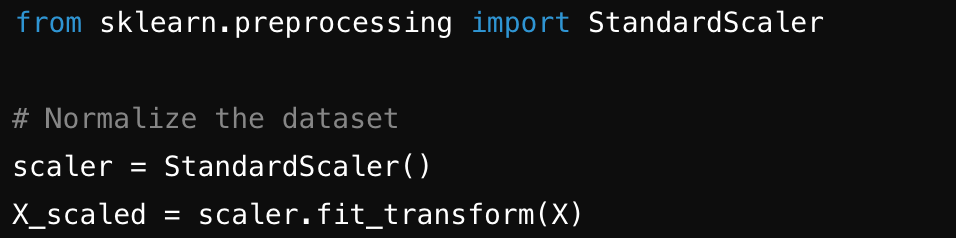 from sklearn.preprocessing import StandardScaler
# Normalize the dataset
scaler = StandardScaler()
X_scaled = scaler.fit_transform(X)